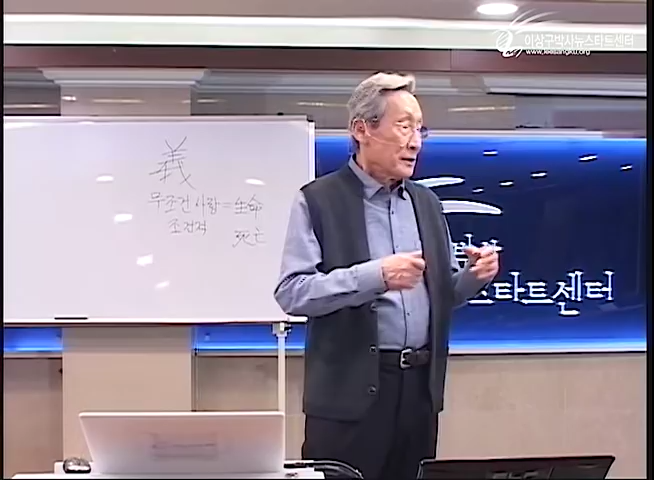 이상구박사뉴스타트센터
義
무조건 사랑 = 生命
조건적 死亡
스타트센터